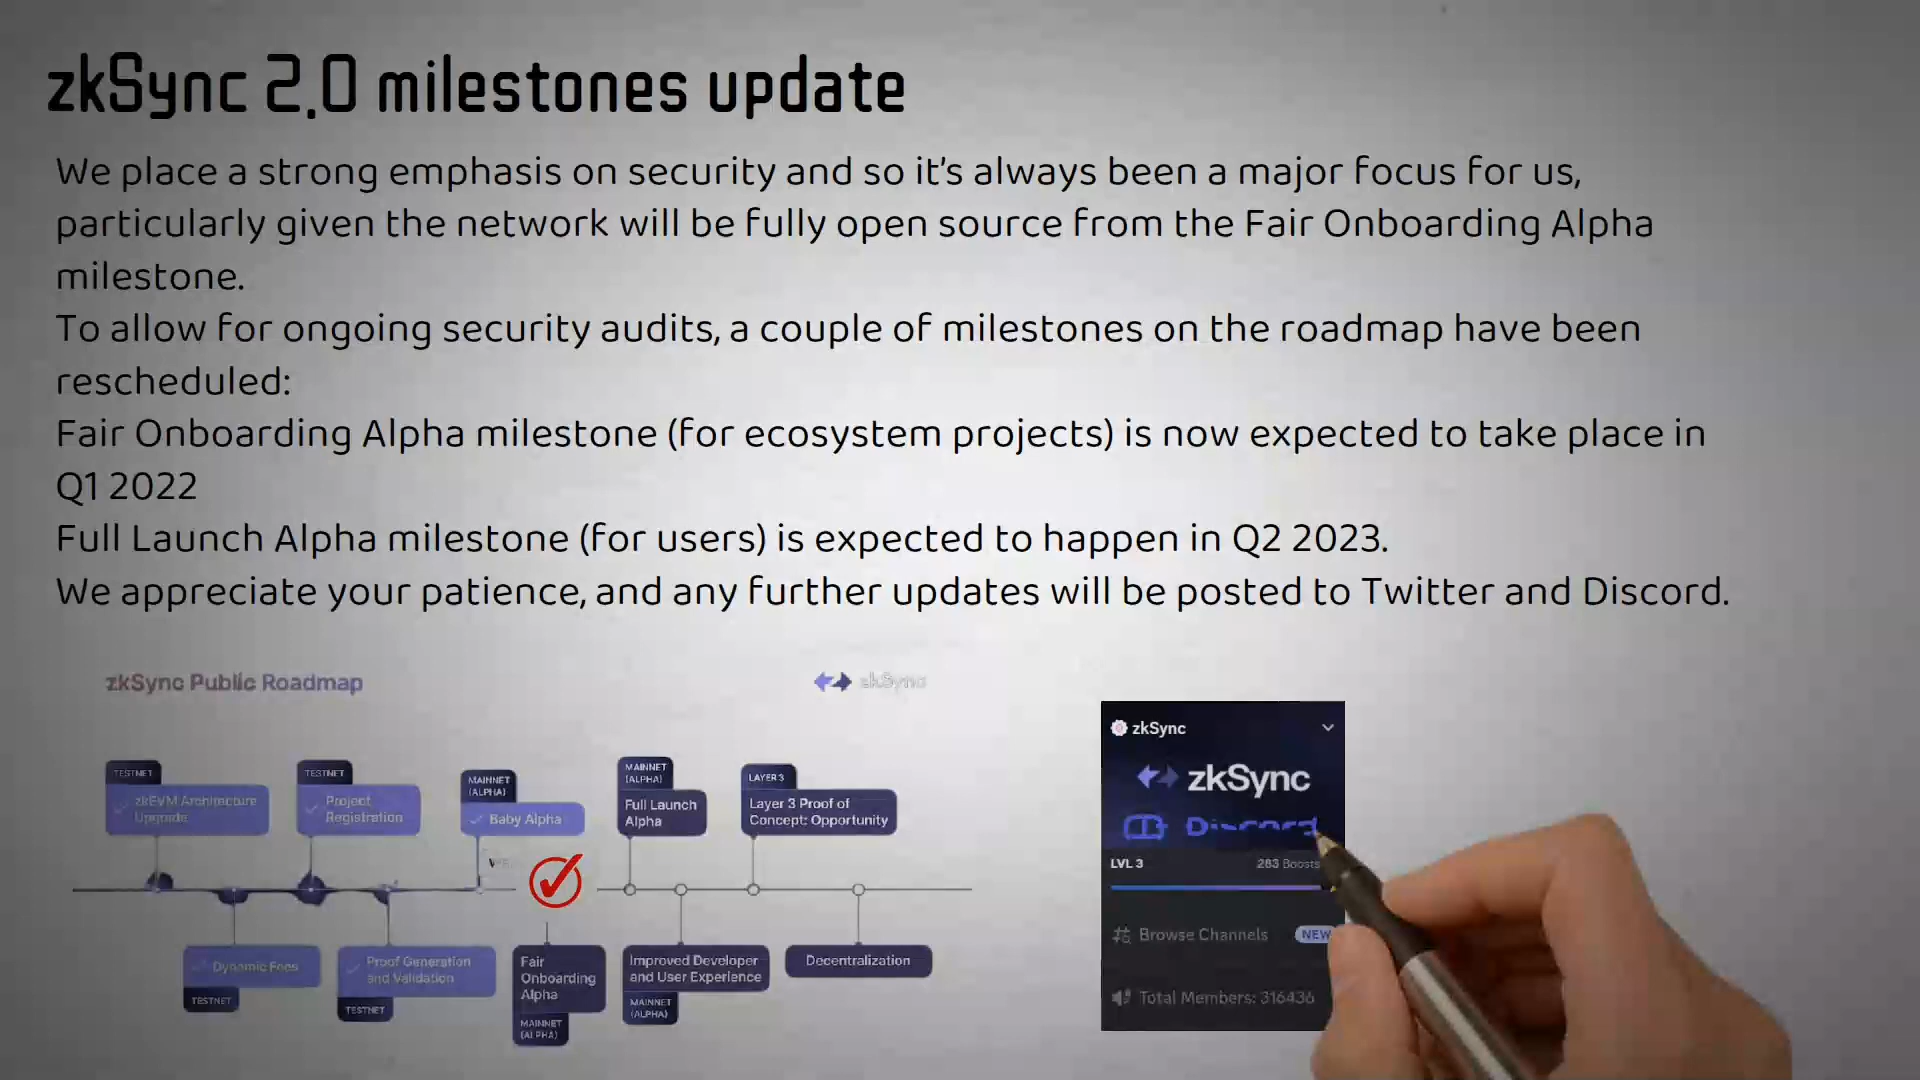 zkSync 2.0 milestones update
We place a strong emphasis on security and so it's always been a major focus for us,
particularly given the network will be fully open source from the Fair Onboarding Alpha
milestone.
To allow for ongoing security audits, a couple of milestones on the roadmap have been
rescheduled:
Fair Onboarding Alpha milestone (for ecosystem projects) is now expected to take place in
Q1 2022
Full Launch Alpha milestone (for users) is expected to happen in Q2 2023.
We appreciate your patience, and any further updates will be posted to Twitter and Discord.
zkSync Public Roadmap
zkSync
TESTNET
zkEVM Architecture
Upgrade
TESTNET
Project
Registration
MAINNET
(ALPHA)
Baby Alpha
MAINNET
(ALPHA)
Full Launch
Alpha
LAYER 3
Layer 3 Proof of
Concept: Opportunity
Dynamic Fees
TESTNET
Proof Generation
and Validation
TESTNET
Fair
Onboarding
Alpha
MAINNET
(ALPHA)
Improved Developer
and User Experience
MAINNET
(ALPHA)
Decentralization
zkSync
zkSync
Discord
LVL 3
283 Boosts
Browse Channels
NEW
Total Members: 316436